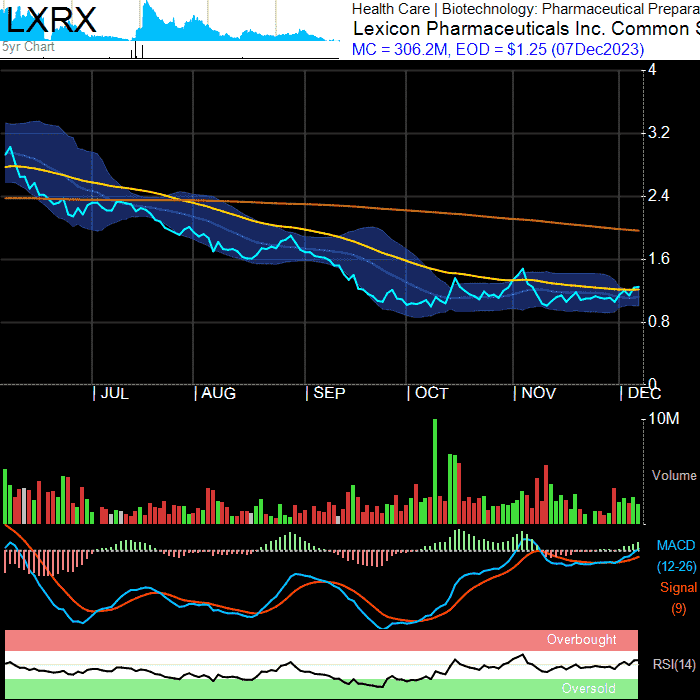 LXRX
5yr Chart
Health Care | Biotechnology: Pharmaceutical Prepara
Lexicon Pharmaceuticals Inc. Common S
MC = 306.2M, EOD = $1.25 (07Dec2023)
4
3.2
2.4
1.6
0.8
0
JUL AUG SEP OCT NOV DEC
10M
Volume
MACD
(12-26)
Signal
(9)
Overbought
RSI(14)
Oversold